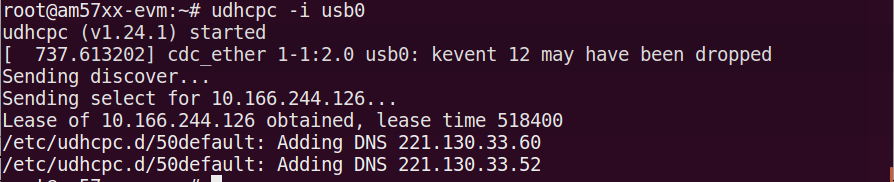 root@am57xx-evm:~# udhcpc -i usb0
udhcpc (v1.24.1) started
[  737.613202] cdc_ether 1-1:2.0 usb0: kevent 12 may have been dropped
Sending discover...
Sending select for 10.166.244.126...
Lease of 10.166.244.126 obtained, lease time 518400
/etc/udhcpc.d/50default: Adding DNS 221.130.33.60
/etc/udhcpc.d/50default: Adding DNS 221.130.33.52